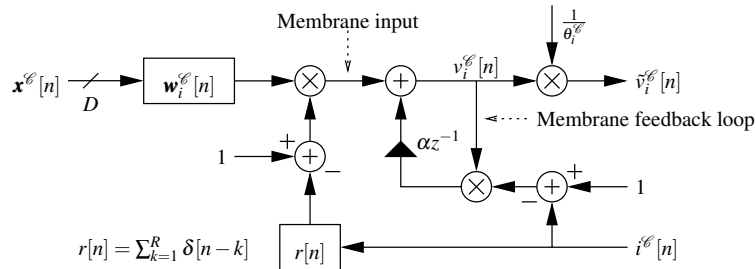 Membrane input
1/θ_i^𝒞
𝒙^𝒞[n]
D
𝒘_i^𝒞[n]
×
+
v_i^𝒞[n]
×
ṽ_i^𝒞[n]
Membrane feedback loop
αz⁻¹
1
+
+
−
×
−
+
+
1
r[n] = ∑_{k=1}^{R} δ[n−k]
r[n]
i^𝒞[n]